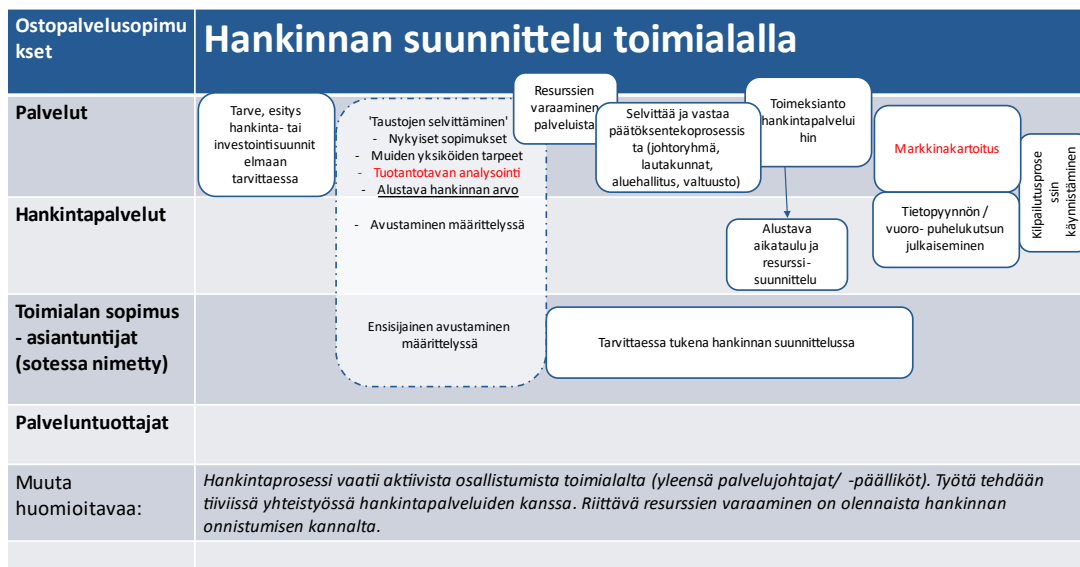 Ostopalvelusopimu
kset
Hankinnan suunnittelu toimialalla
Palvelut
Tarve, esitys
hankinta- tai
investointisuunnit
elmaan
tarvittaessa
'Taustojen selvittäminen'
- Nykyiset sopimukset
- Muiden yksiköiden tarpeet
- Tuotantotavan analysointi
- Alustava hankinnan arvo
- Avustaminen määrittelyssä
Resurssien
varaaminen
palveluista
Selvittää ja vastaa
päätöksentekoprosessis
ta (johtoryhmä,
lautakunnat,
aluehallitus, valtuusto)
Toimeksianto
hankintapalvelui
hin
Markkinakartoitus
Kilpailutusprose
ssin
käynnistäminen
Hankintapalvelut
Alustava
aikataulu ja
resurssi-
suunnittelu
Tietopyynnön /
vuoro- puhelukutsun
julkaiseminen
Toimialan sopimus
- asiantuntijat
(sotessa nimetty)
Ensisijainen avustaminen
määrittelyssä
Tarvittaessa tukena hankinnan suunnittelussa
Palveluntuottajat
Muuta
huomioitavaa:
Hankintaprosessi vaatii aktiivista osallistumista toimialalta (yleensä palvelujohtajat/ -päälliköt). Työtä tehdään
tiiviissä yhteistyössä hankintapalveluiden kanssa. Riittävä resurssien varaaminen on olennaista hankinnan
onnistumisen kannalta.